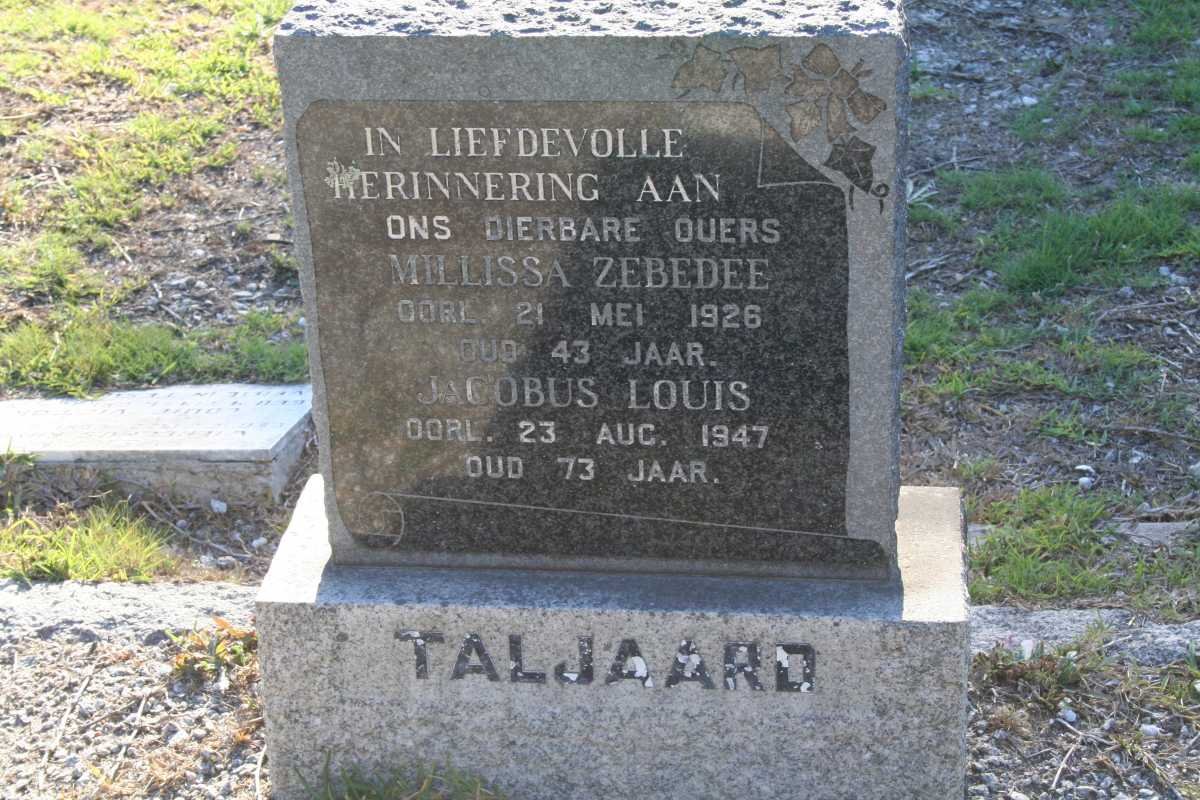 IN LIEFDEVOLLE
HERINNERING AAN
ONS DIERBARE OUERS
MILLISSA ZEBEDEE
OORL. 21 MEI 1926
OUD 43 JAAR.
JACOBUS LOUIS
OORL. 23 AUG. 1947
OUD 73 JAAR.
TALJAARD